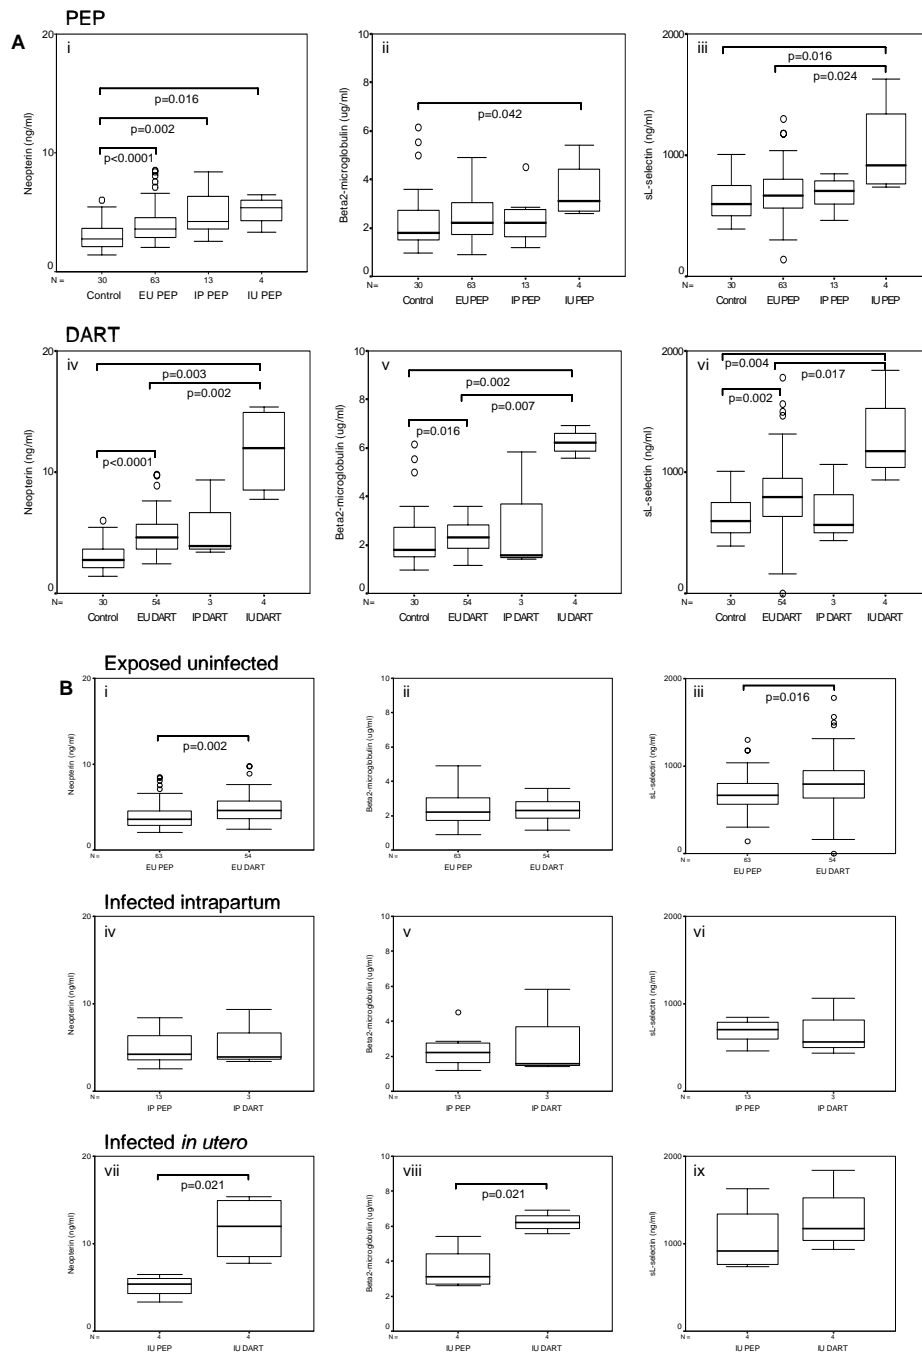 PEP
A
i
ii
iii
20
10
0
Neopterin (ng/ml)
p=0.016
p=0.002
p<0.0001
N =
30
63
13
4
Control
EU PEP
IP PEP
IU PEP
10
8
6
4
2
0
Beta2-microglobulin (ug/ml)
p=0.042
N =
30
63
13
4
Control
EU PEP
IP PEP
IU PEP
2000
1000
0
sL-selectin (ng/ml)
p=0.016
p=0.024
N =
30
63
13
4
Control
EU PEP
IP PEP
IU PEP
DART
iv
20
10
0
Neopterin (ng/ml)
p=0.003
p=0.002
p<0.0001
N=
30
54
3
4
Control
EU DART
IP DART
IU DART
v
10
8
6
4
2
0
Beta2-microglobulin (ug/ml)
p=0.002
p=0.007
p=0.016
N=
30
54
3
4
Control
EU DART
IP DART
IU DART
vi
2000
1000
0
sL-selectin (ng/ml)
p=0.004
p=0.017
p=0.002
N=
30
54
3
4
Control
EU DART
IP DART
IU DART
Exposed uninfected
B
i
20
10
0
Neopterin (ng/ml)
p=0.002
N =
63
54
EU PEP
EU DART
ii
10
8
6
4
2
0
Beta2-microglobulin (ug/ml)
N =
63
54
EU PEP
EU DART
iii
2000
1000
0
sL-selectin (ng/ml)
p=0.016
N =
63
54
EU PEP
EU DART
Infected intrapartum
iv
20
10
0
Neopterin (ng/ml)
N =
13
3
IP PEP
IP DART
v
10
8
6
4
2
0
Beta2-microglobulin (ug/ml)
N =
13
3
IP PEP
IP DART
vi
2000
1000
0
sL-selectin (ng/ml)
N =
13
3
IP PEP
IP DART
Infected in utero
vii
20
10
0
Neopterin (ng/ml)
p=0.021
N =
4
4
IU PEP
IU DART
viii
10
8
6
4
2
0
Beta2-microglobulin (ug/ml)
p=0.021
N =
4
4
IU PEP
IU DART
ix
2000
1000
0
sL-selectin (ng/ml)
N =
4
4
IU PEP
IU DART